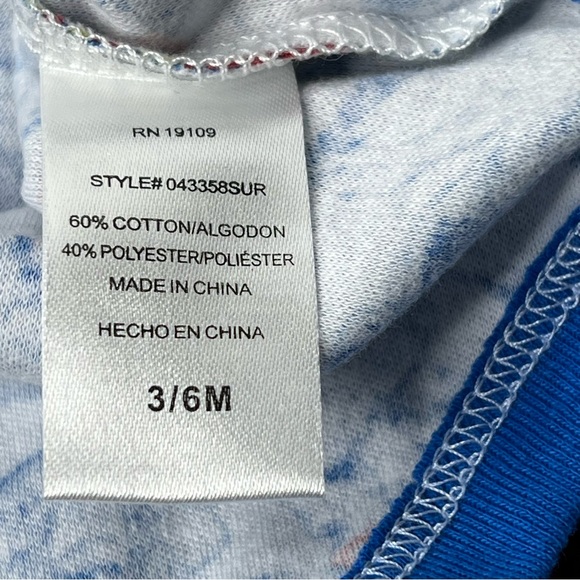 RN 19109
STYLE# 043358SUR
60% COTTON/ALGODON
40% POLYESTER/POLIÉSTER
MADE IN CHINA
HECHO EN CHINA
3/6M